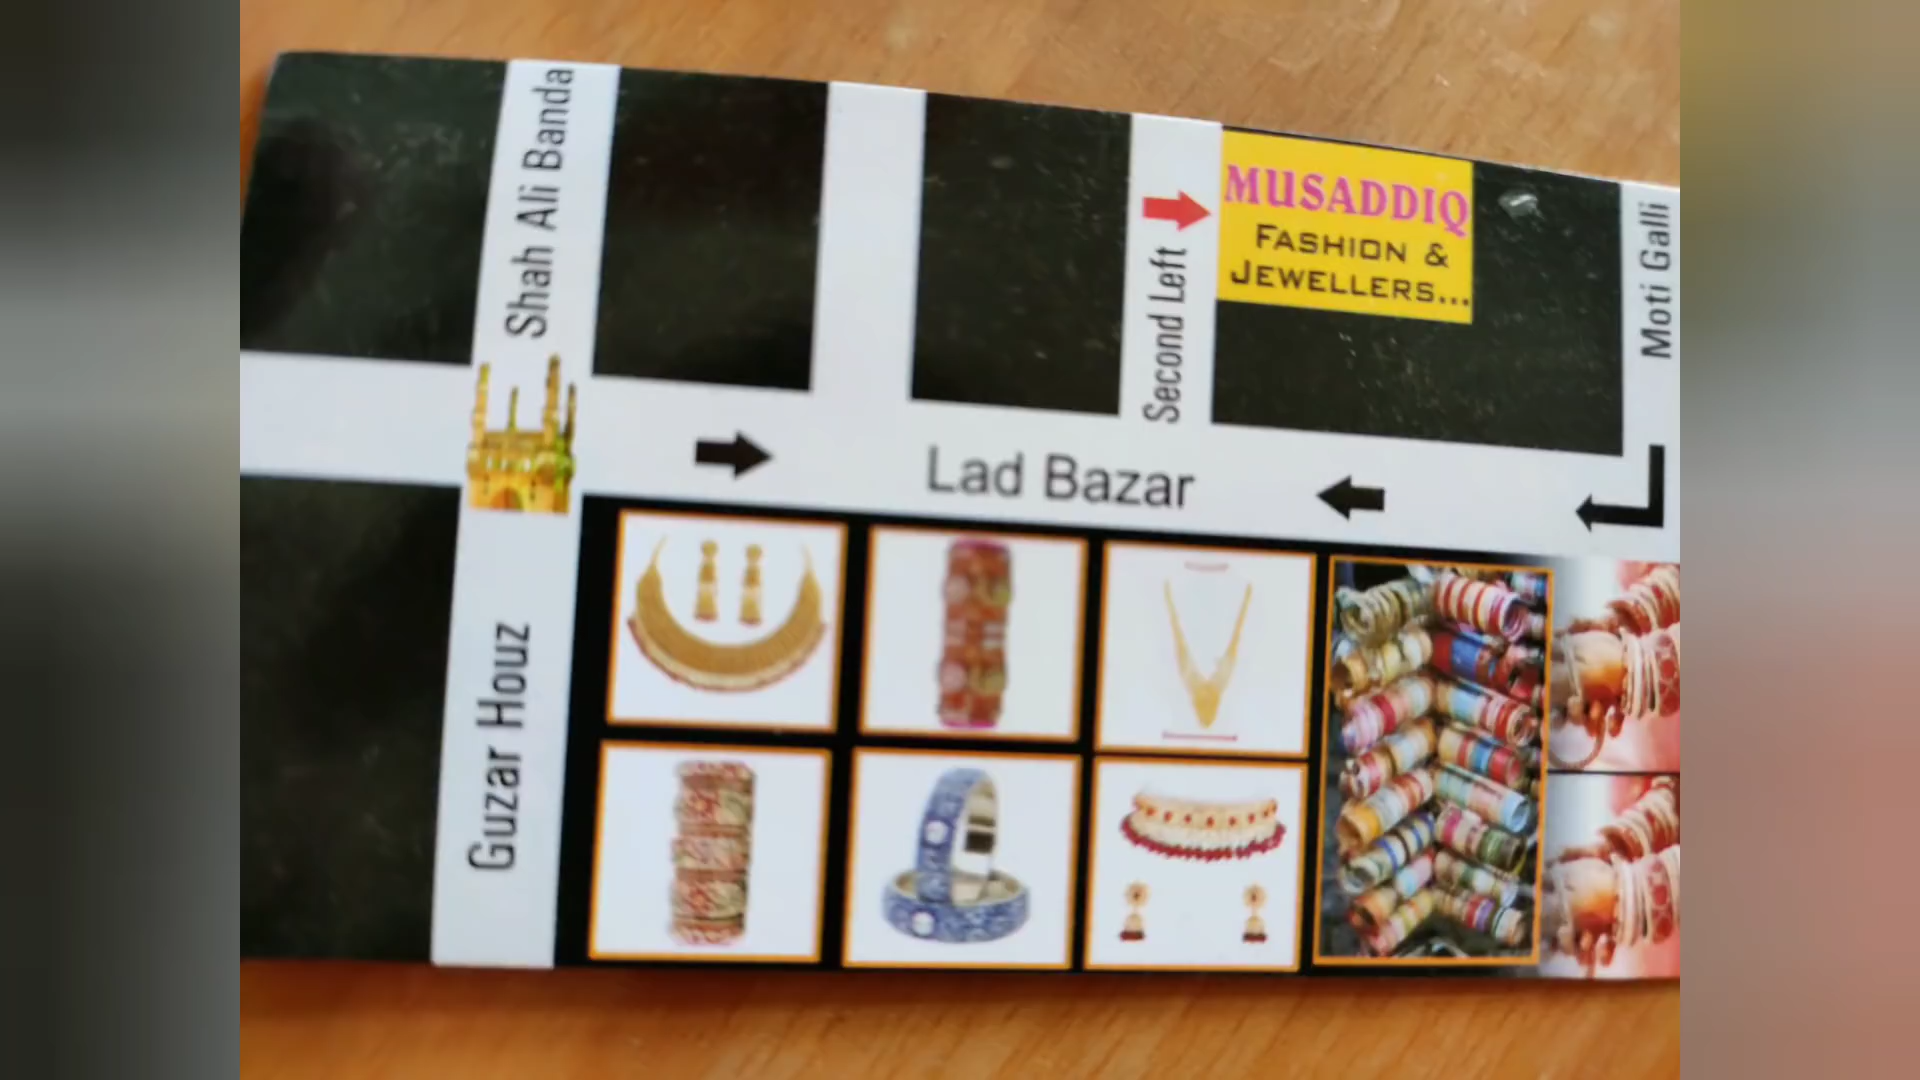 Shah Ali Banda
Second Left
MUSADDIQ
FASHION &
JEWELLERS...
Moti Galli
Lad Bazar
Guzar Houz